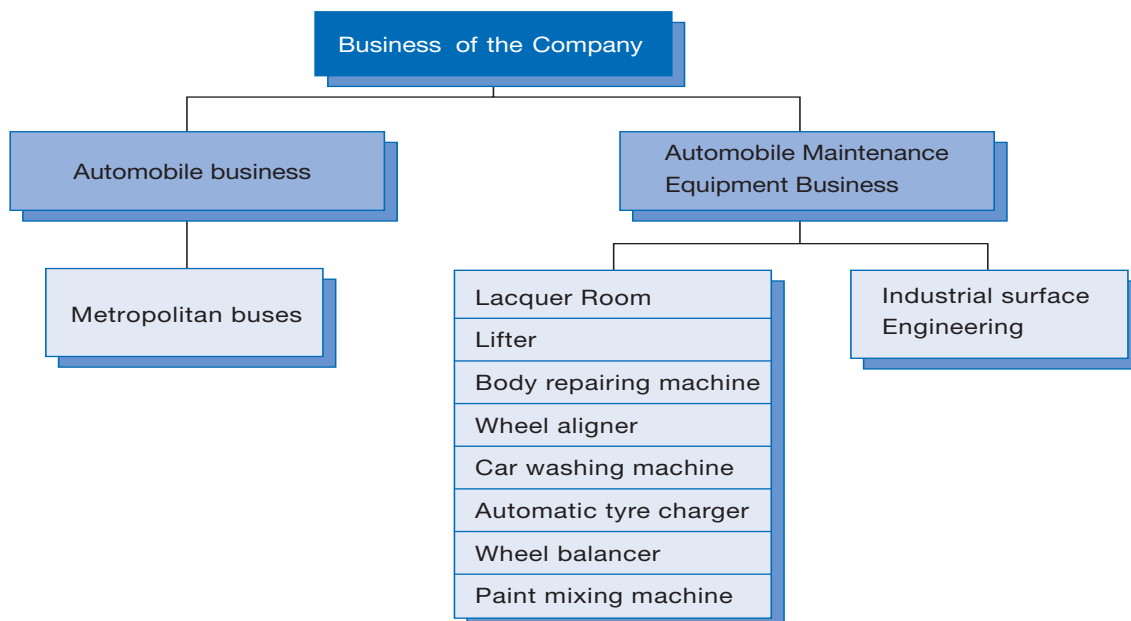 Business of the Company
Automobile business
Automobile Maintenance
Equipment Business
Metropolitan buses
Lacquer Room
Lifter
Body repairing machine
Wheel aligner
Car washing machine
Automatic tyre charger
Wheel balancer
Paint mixing machine
Industrial surface
Engineering